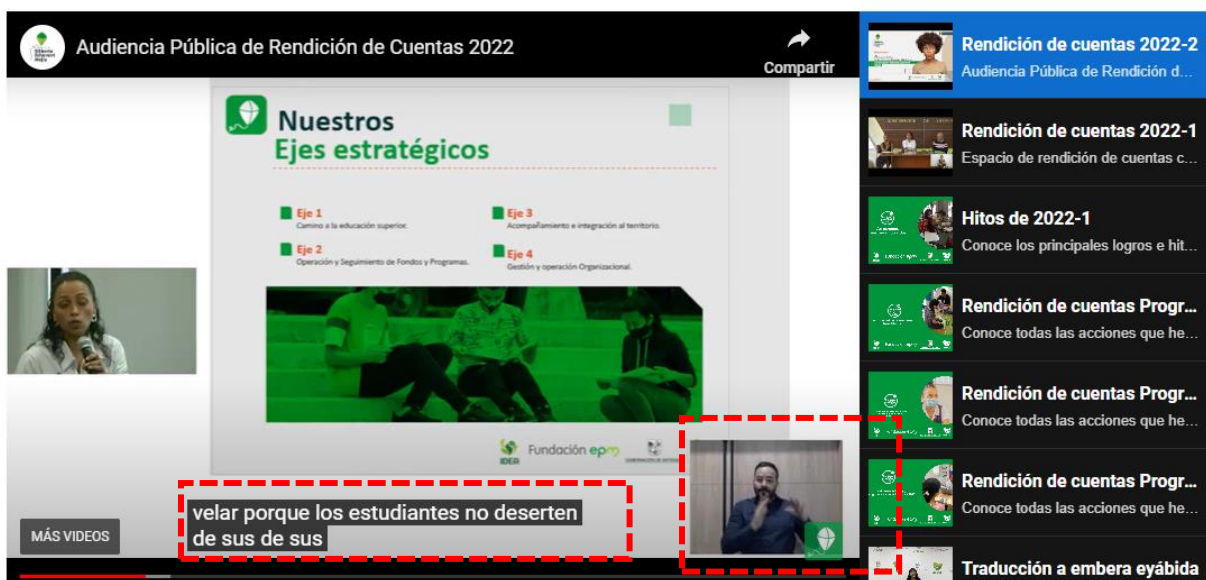 Audiencia Pública de Rendición de Cuentas 2022
Compartir
Nuestros
Ejes estratégicos
Eje 1
Camino a la educación superior.
Eje 2
Operación y Seguimiento de Fondos y Programas.
Eje 3
Acompañamiento e integración al territorio.
Eje 4
Gestión y operación Organizacional.
IDEA
Fundación epm
velar porque los estudiantes no deserten
de sus de sus
MÁS VIDEOS
Rendición de cuentas 2022-2
Audiencia Pública de Rendición d...
Rendición de cuentas 2022-1
Espacio de rendición de cuentas c...
Hitos de 2022-1
Conoce los principales logros e hit...
Rendición de cuentas Progr...
Conoce todas las acciones que he...
Rendición de cuentas Progr...
Conoce todas las acciones que he...
Rendición de cuentas Progr...
Conoce todas las acciones que he...
Traducción a embera eyábida